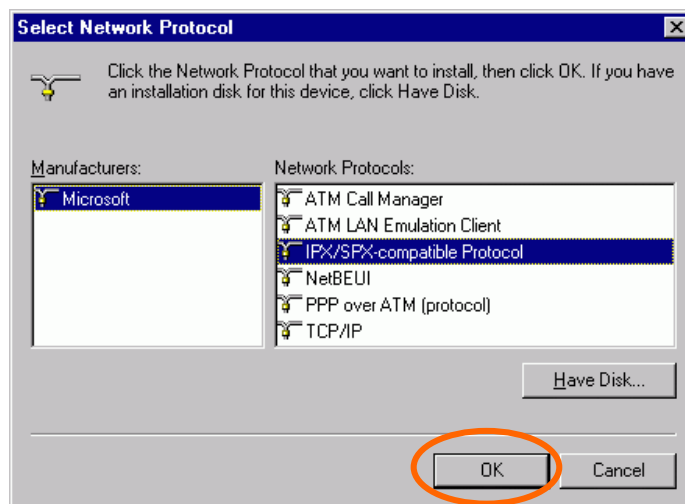 Select Network Protocol
Click the Network Protocol that you want to install, then click OK. If you have
an installation disk for this device, click Have Disk.
Manufacturers:
Microsoft
Network Protocols:
ATM Call Manager
ATM LAN Emulation Client
IPX/SPX-compatible Protocol
NetBEUI
PPP over ATM (protocol)
TCP/IP
Have Disk...
OK
Cancel